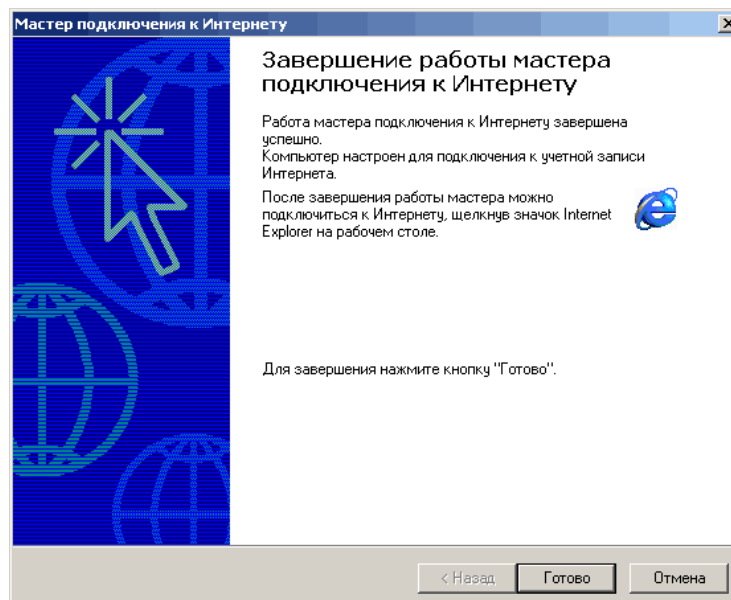 Мастер подключения к Интернету
Завершение работы мастера
подключения к Интернету
Работа мастера подключения к Интернету завершена
успешно.
Компьютер настроен для подключения к учетной записи
Интернета.
После завершения работы мастера можно
подключиться к Интернету, щелкнув значок Internet
Explorer на рабочем столе.
Для завершения нажмите кнопку "Готово".
< Назад
Готово
Отмена